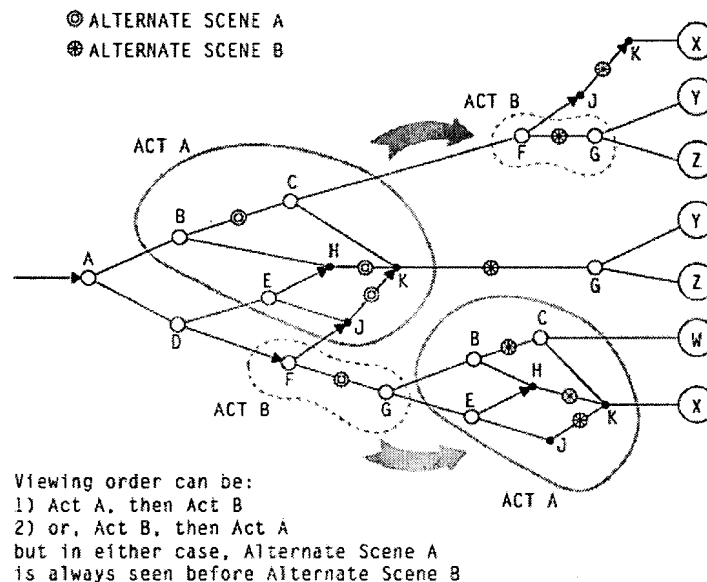 ALTERNATE SCENE A
ALTERNATE SCENE B
K
X
J
Y
ACT B
F
G
Z
ACT A
C
B
Y
A
H
K
G
Z
E
D
J
C
W
B
H
F
ACT B
G
E
K
X
J
ACT A
Viewing order can be:
1) Act A, then Act B
2) or, Act B, then Act A
but in either case, Alternate Scene A
is always seen before Alternate Scene B